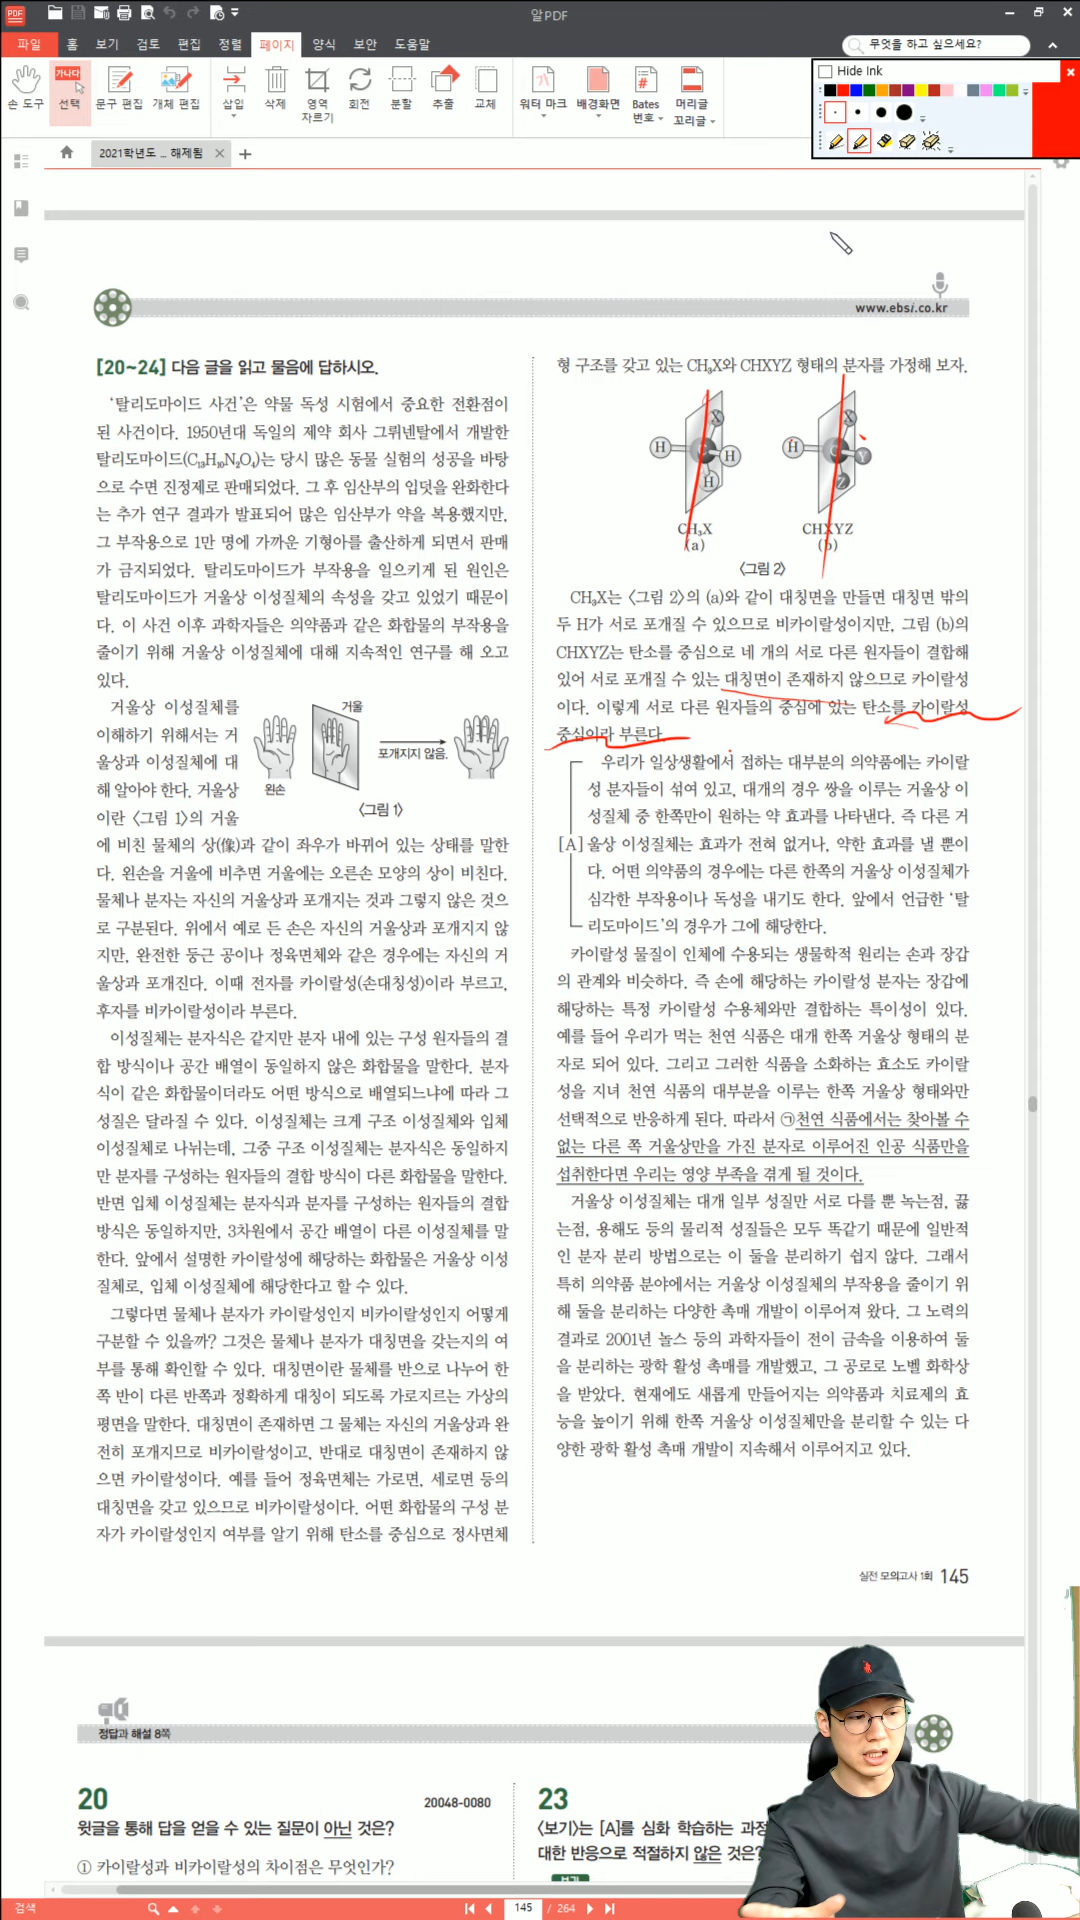 알PDF
파일 홈 보기 검토 편집 정렬 페이지 양식 보안 도움말
무엇을 하고 싶으세요?
손 도구
가나다
선택
문구 편집
개체 편집
삽입
삭제
영역
자르기
회전
분할
추출
교체
워터 마크
배경화면
Bates
번호
머리글
꼬리글
Hide Ink
2021학년도 ... 해제됨
www.ebsi.co.kr
[20~24] 다음 글을 읽고 물음에 답하시오.
'탈리도마이드 사건'은 약물 독성 시험에서 중요한 전환점이
된 사건이다. 1950년대 독일의 제약 회사 그뤼넨탈에서 개발한
탈리도마이드(C₁₃H₁₀N₂O₄)는 당시 많은 동물 실험의 성공을 바탕
으로 수면 진정제로 판매되었다. 그 후 임산부의 입덧을 완화한다
는 추가 연구 결과가 발표되어 많은 임산부가 약을 복용했지만,
그 부작용으로 1만 명에 가까운 기형아를 출산하게 되면서 판매
가 금지되었다. 탈리도마이드가 부작용을 일으키게 된 원인은
탈리도마이드가 거울상 이성질체의 속성을 갖고 있었기 때문이
다. 이 사건 이후 과학자들은 의약품과 같은 화합물의 부작용을
줄이기 위해 거울상 이성질체에 대해 지속적인 연구를 해 오고
있다.
거울상 이성질체를
이해하기 위해서는 거
울상과 이성질체에 대
해 알아야 한다. 거울상
이란 〈그림 1〉의 거울
거울
포개지지 않음.
왼손
〈그림 1〉
에 비친 물체의 상(像)과 같이 좌우가 바뀌어 있는 상태를 말한
다. 왼손을 거울에 비추면 거울에는 오른손 모양의 상이 비친다.
물체나 분자는 자신의 거울상과 포개지는 것과 그렇지 않은 것으
로 구분된다. 위에서 예로 든 손은 자신의 거울상과 포개지지 않
지만, 완전한 둥근 공이나 정육면체와 같은 경우에는 자신의 거
울상과 포개진다. 이때 전자를 카이랄성(손대칭성)이라 부르고,
후자를 비카이랄성이라 부른다.
이성질체는 분자식은 같지만 분자 내에 있는 구성 원자들의 결
합 방식이나 공간 배열이 동일하지 않은 화합물을 말한다. 분자
식이 같은 화합물이더라도 어떤 방식으로 배열되느냐에 따라 그
성질은 달라질 수 있다. 이성질체는 크게 구조 이성질체와 입체
이성질체로 나뉘는데, 그중 구조 이성질체는 분자식은 동일하지
만 분자를 구성하는 원자들의 결합 방식이 다른 화합물을 말한다.
반면 입체 이성질체는 분자식과 분자를 구성하는 원자들의 결합
방식은 동일하지만, 3차원에서 공간 배열이 다른 이성질체를 말
한다. 앞에서 설명한 카이랄성에 해당하는 화합물은 거울상 이성
질체로, 입체 이성질체에 해당한다고 할 수 있다.
그렇다면 물체나 분자가 카이랄성인지 비카이랄성인지 어떻게
구분할 수 있을까? 그것은 물체나 분자가 대칭면을 갖는지의 여
부를 통해 확인할 수 있다. 대칭면이란 물체를 반으로 나누어 한
쪽 반이 다른 반쪽과 정확하게 대칭이 되도록 가로지르는 가상의
평면을 말한다. 대칭면이 존재하면 그 물체는 자신의 거울상과 완
전히 포개지므로 비카이랄성이고, 반대로 대칭면이 존재하지 않
으면 카이랄성이다. 예를 들어 정육면체는 가로면, 세로면 등의
대칭면을 갖고 있으므로 비카이랄성이다. 어떤 화합물의 구성 분
자가 카이랄성인지 여부를 알기 위해 탄소를 중심으로 정사면체
형 구조를 갖고 있는 CH₃X와 CHXYZ 형태의 분자를 가정해 보자.
X
H
C
H
H
CH₃X
(a)
X
H
C
Y
Z
CHXYZ
(b)
〈그림 2〉
CH₃X는 〈그림 2〉의 (a)와 같이 대칭면을 만들면 대칭면 밖의
두 H가 서로 포개질 수 있으므로 비카이랄성이지만, 그림 (b)의
CHXYZ는 탄소를 중심으로 네 개의 서로 다른 원자들이 결합해
있어 서로 포개질 수 있는 대칭면이 존재하지 않으므로 카이랄성
이다. 이렇게 서로 다른 원자들의 중심에 있는 탄소를 카이랄성
중심이라 부른다.
우리가 일상생활에서 접하는 대부분의 의약품에는 카이랄
성 분자들이 섞여 있고, 대개의 경우 쌍을 이루는 거울상 이
성질체 중 한쪽만이 원하는 약 효과를 나타낸다. 즉 다른 거
[A] 울상 이성질체는 효과가 전혀 없거나, 약한 효과를 낼 뿐이
다. 어떤 의약품의 경우에는 다른 한쪽의 거울상 이성질체가
심각한 부작용이나 독성을 내기도 한다. 앞에서 언급한 '탈
리도마이드'의 경우가 그에 해당한다.
카이랄성 물질이 인체에 수용되는 생물학적 원리는 손과 장갑
의 관계와 비슷하다. 즉 손에 해당하는 카이랄성 분자는 장갑에
해당하는 특정 카이랄성 수용체와만 결합하는 특이성이 있다.
예를 들어 우리가 먹는 천연 식품은 대개 한쪽 거울상 형태의 분
자로 되어 있다. 그리고 그러한 식품을 소화하는 효소도 카이랄
성을 지녀 천연 식품의 대부분을 이루는 한쪽 거울상 형태와만
선택적으로 반응하게 된다. 따라서 ㉠천연 식품에서는 찾아볼 수
없는 다른 쪽 거울상만을 가진 분자로 이루어진 인공 식품만을
섭취한다면 우리는 영양 부족을 겪게 될 것이다.
거울상 이성질체는 대개 일부 성질만 서로 다를 뿐 녹는점, 끓
는점, 용해도 등의 물리적 성질들은 모두 똑같기 때문에 일반적
인 분자 분리 방법으로는 이 둘을 분리하기 쉽지 않다. 그래서
특히 의약품 분야에서는 거울상 이성질체의 부작용을 줄이기 위
해 둘을 분리하는 다양한 촉매 개발이 이루어져 왔다. 그 노력의
결과로 2001년 놀스 등의 과학자들이 전이 금속을 이용하여 둘
을 분리하는 광학 활성 촉매를 개발했고, 그 공로로 노벨 화학상
을 받았다. 현재에도 새롭게 만들어지는 의약품과 치료제의 효
능을 높이기 위해 한쪽 거울상 이성질체만을 분리할 수 있는 다
양한 광학 활성 촉매 개발이 지속해서 이루어지고 있다.
실전 모의고사 1회 145
정답과 해설 8쪽
20
20048-0080
윗글을 통해 답을 얻을 수 있는 질문이 아닌 것은?
① 카이랄성과 비카이랄성의 차이점은 무엇인가?
23
〈보기〉는 [A]를 심화 학습하는 과정
대한 반응으로 적절하지 않은 것은?
검색
145 / 264